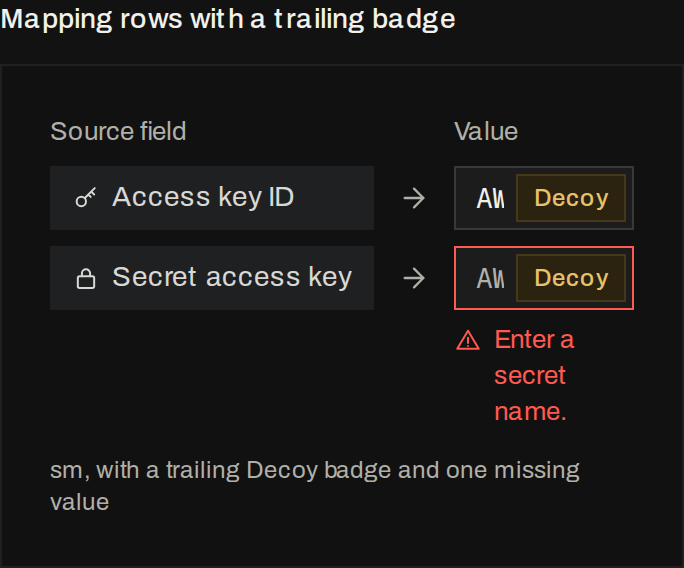 Mapping rows with a trailing badge
Source field
Value
Access key ID
AW
Decoy
Secret access key
AW
Decoy
Enter a
secret
name.
sm, with a trailing Decoy badge and one missing
value